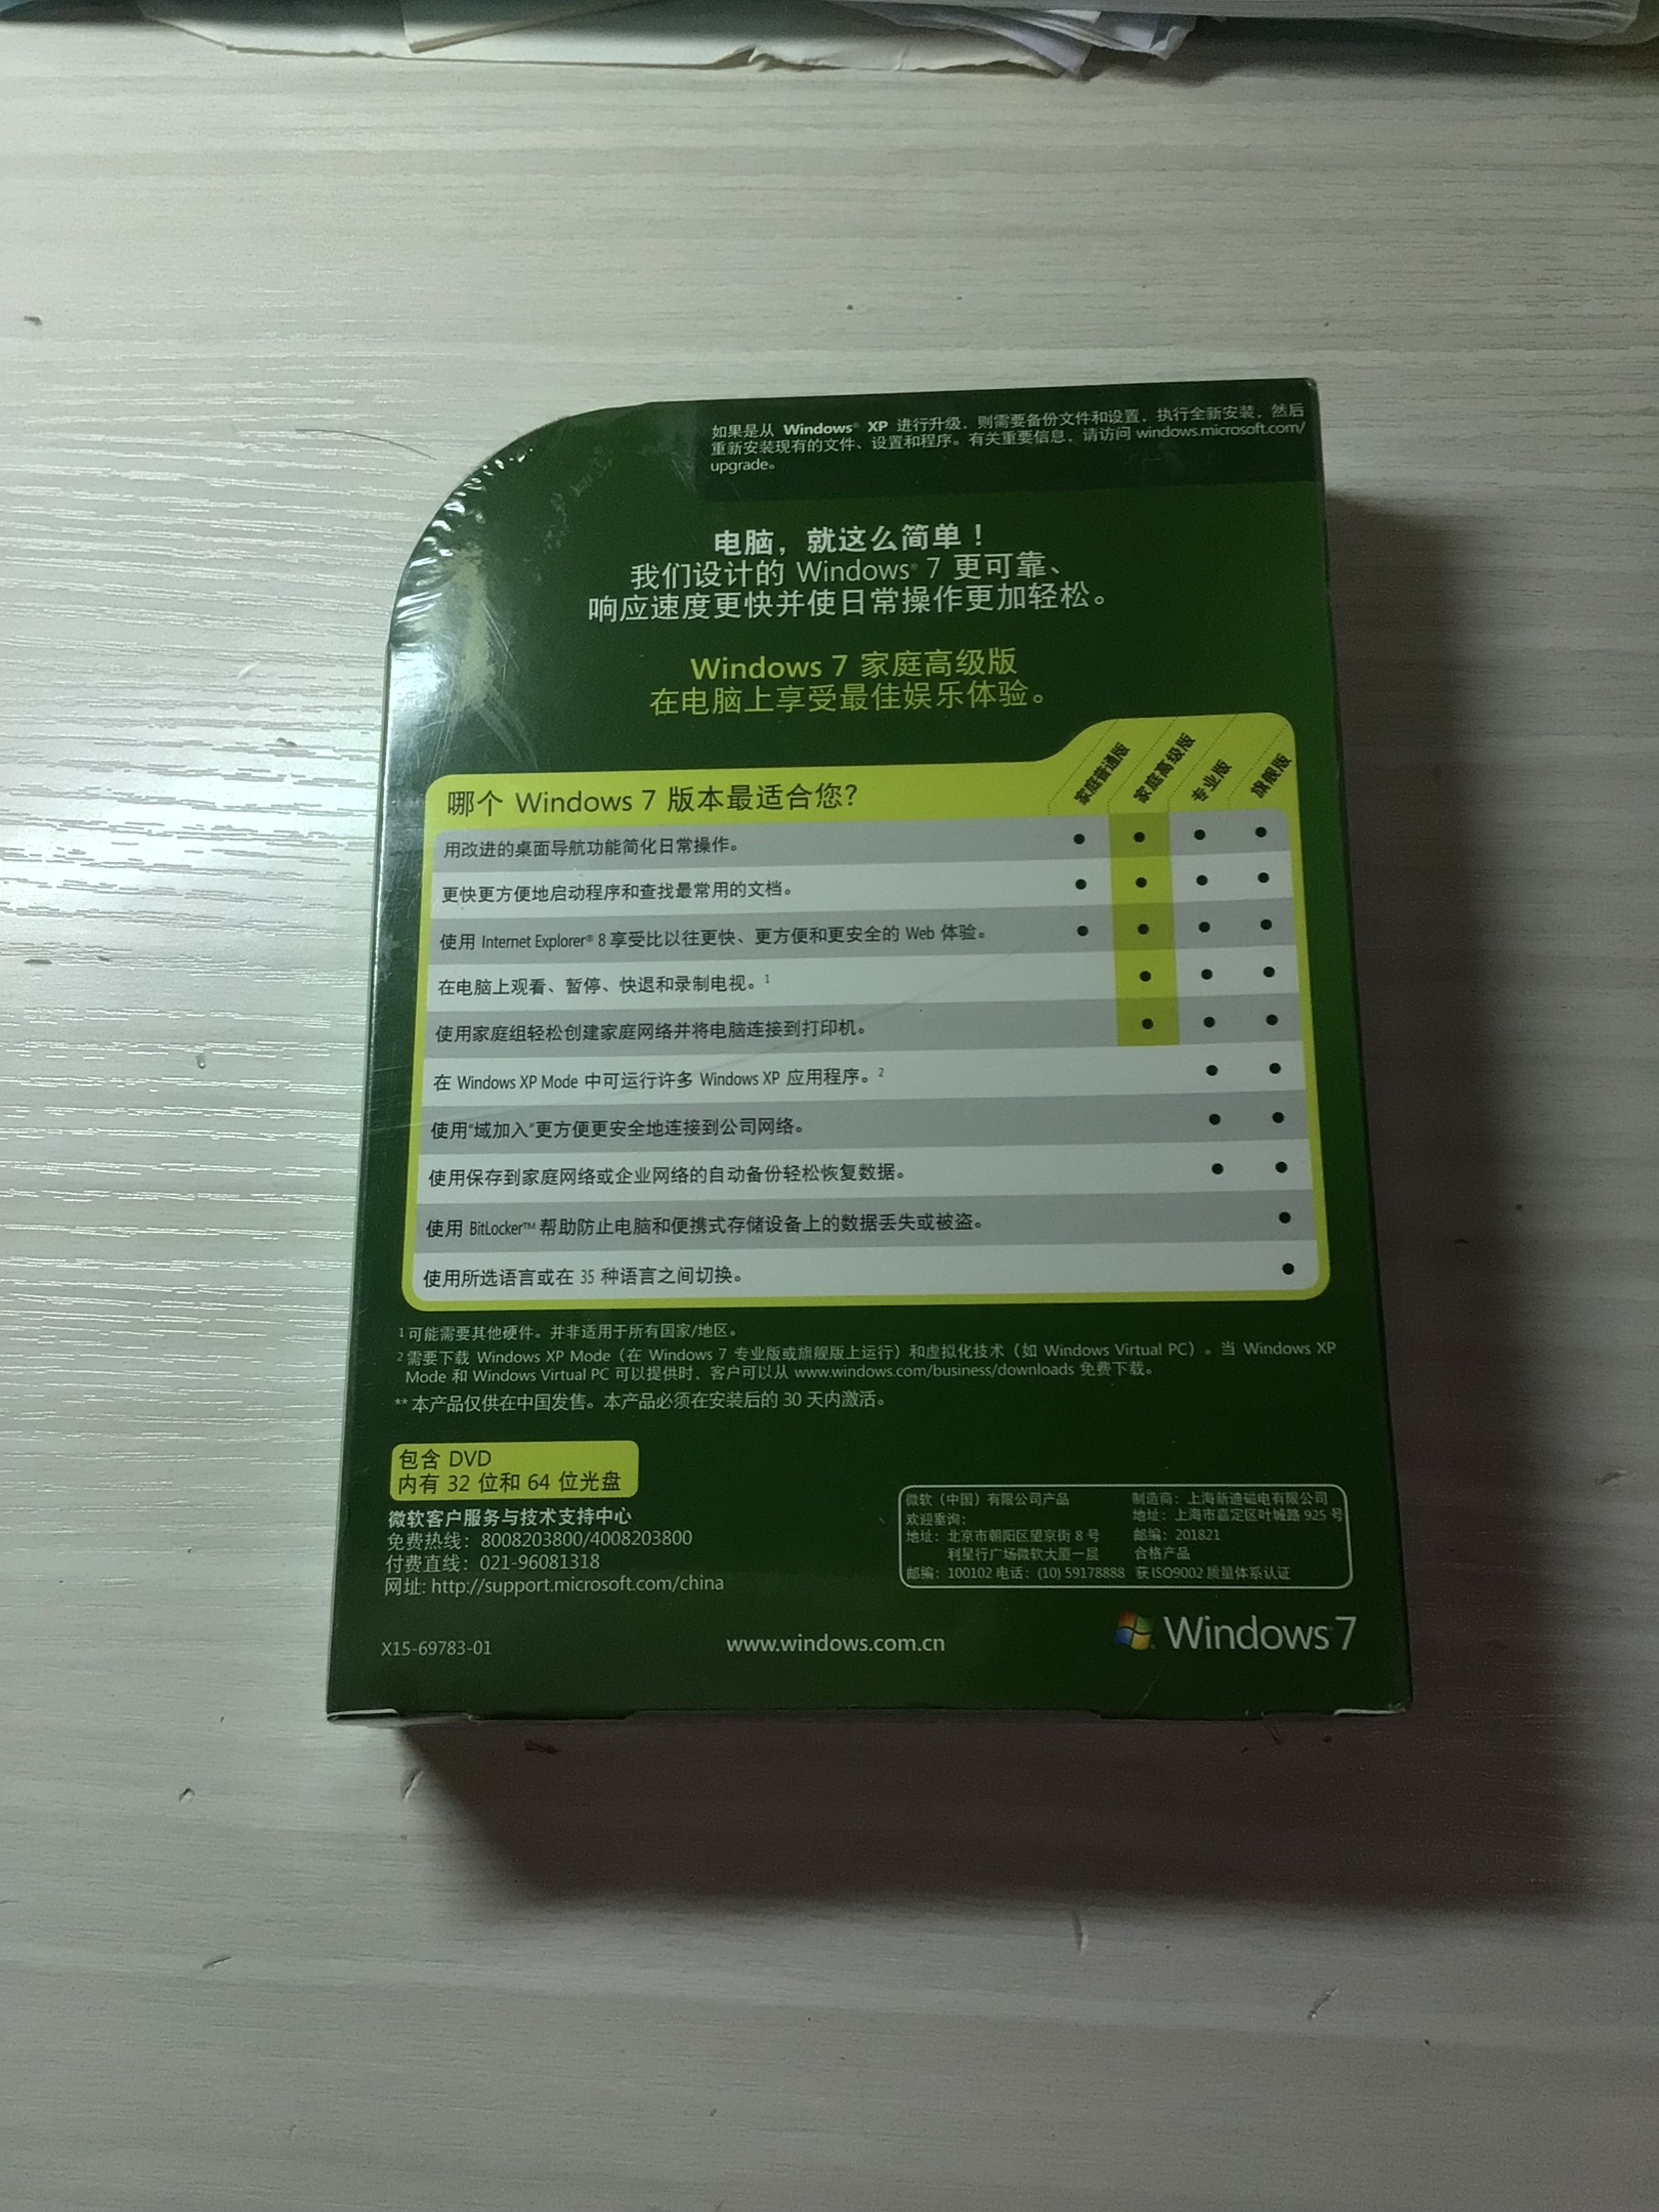 如果是从 Windows® XP 进行升级，则需要备份文件和设置，执行全新安装，然后
重新安装现有的文件、设置和程序。有关重要信息，请访问 windows.microsoft.com/
upgrade。
电脑，就这么简单！
我们设计的 Windows® 7 更可靠、
响应速度更快并使日常操作更加轻松。
Windows 7 家庭高级版
在电脑上享受最佳娱乐体验。
哪个 Windows 7 版本最适合您？
家庭普通版
家庭高级版
专业版
旗舰版
用改进的桌面导航功能简化日常操作。
更快更方便地启动程序和查找最常用的文档。
使用 Internet Explorer® 8 享受比以往更快、更方便和更安全的 Web 体验。
在电脑上观看、暂停、快退和录制电视。¹
使用家庭组轻松创建家庭网络并将电脑连接到打印机。
在 Windows XP Mode 中可运行许多 Windows XP 应用程序。²
使用“域加入”更方便更安全地连接到公司网络。
使用保存到家庭网络或企业网络的自动备份轻松恢复数据。
使用 BitLocker™ 帮助防止电脑和便携式存储设备上的数据丢失或被盗。
使用所选语言或在 35 种语言之间切换。
¹ 可能需要其他硬件。并非适用于所有国家/地区。
² 需要下载 Windows XP Mode（在 Windows 7 专业版或旗舰版上运行）和虚拟化技术（如 Windows Virtual PC）。当 Windows XP
Mode 和 Windows Virtual PC 可以提供时，客户可以从 www.windows.com/business/downloads 免费下载。
** 本产品仅供在中国发售。本产品必须在安装后的 30 天内激活。
包含 DVD
内有 32 位和 64 位光盘
微软客户服务与技术支持中心
免费热线：8008203800/4008203800
付费直线：021-96081318
网址: http://support.microsoft.com/china
微软（中国）有限公司产品
欢迎垂询：
地址：北京市朝阳区望京街 8 号
利星行广场微软大厦一层
邮编：100102 电话：(10) 59178888
制造商：上海新迪磁电有限公司
地址：上海市嘉定区叶城路 925 号
邮编：201821
合格产品
获 ISO9002 质量体系认证
X15-69783-01
www.windows.com.cn
Windows® 7